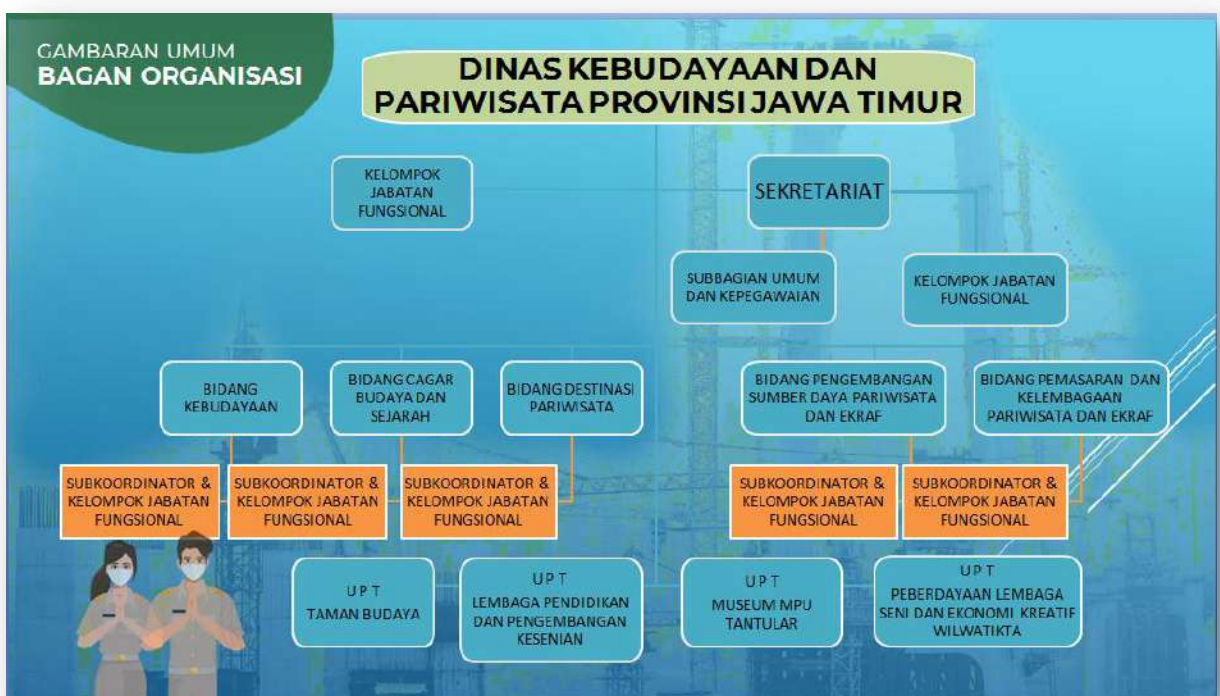 GAMBARAN UMUM
BAGAN ORGANISASI
DINAS KEBUDAYAAN DAN
PARIWISATA PROVINSI JAWA TIMUR
KELOMPOK
JABATAN
FUNGSIONAL
SEKRETARIAT
SUBBAGIAN UMUM
DAN KEPEGAWAIAN
KELOMPOK JABATAN
FUNGSIONAL
BIDANG
KEBUDAYAAN
BIDANG CAGAR
BUDAYA DAN
SEJARAH
BIDANG DESTINASI
PARIWISATA
BIDANG PENGEMBANGAN
SUMBER DAYA PARIWISATA
DAN EKRAF
BIDANG PEMASARAN DAN
KELEMBAGAAN
PARIWISATA DAN EKRAF
SUBKOORDINATOR &
KELOMPOK JABATAN
FUNGSIONAL
SUBKOORDINATOR &
KELOMPOK JABATAN
FUNGSIONAL
SUBKOORDINATOR &
KELOMPOK JABATAN
FUNGSIONAL
SUBKOORDINATOR &
KELOMPOK JABATAN
FUNGSIONAL
SUBKOORDINATOR &
KELOMPOK JABATAN
FUNGSIONAL
U P T
TAMAN BUDAYA
U P T
LEMBAGA PENDIDIKAN
DAN PENGEMBANGAN
KESENIAN
U P T
MUSEUM MPU
TANTULAR
U P T
PEBERDAYAAN LEMBAGA
SENI DAN EKONOMI KREATIF
WILWATIKTA